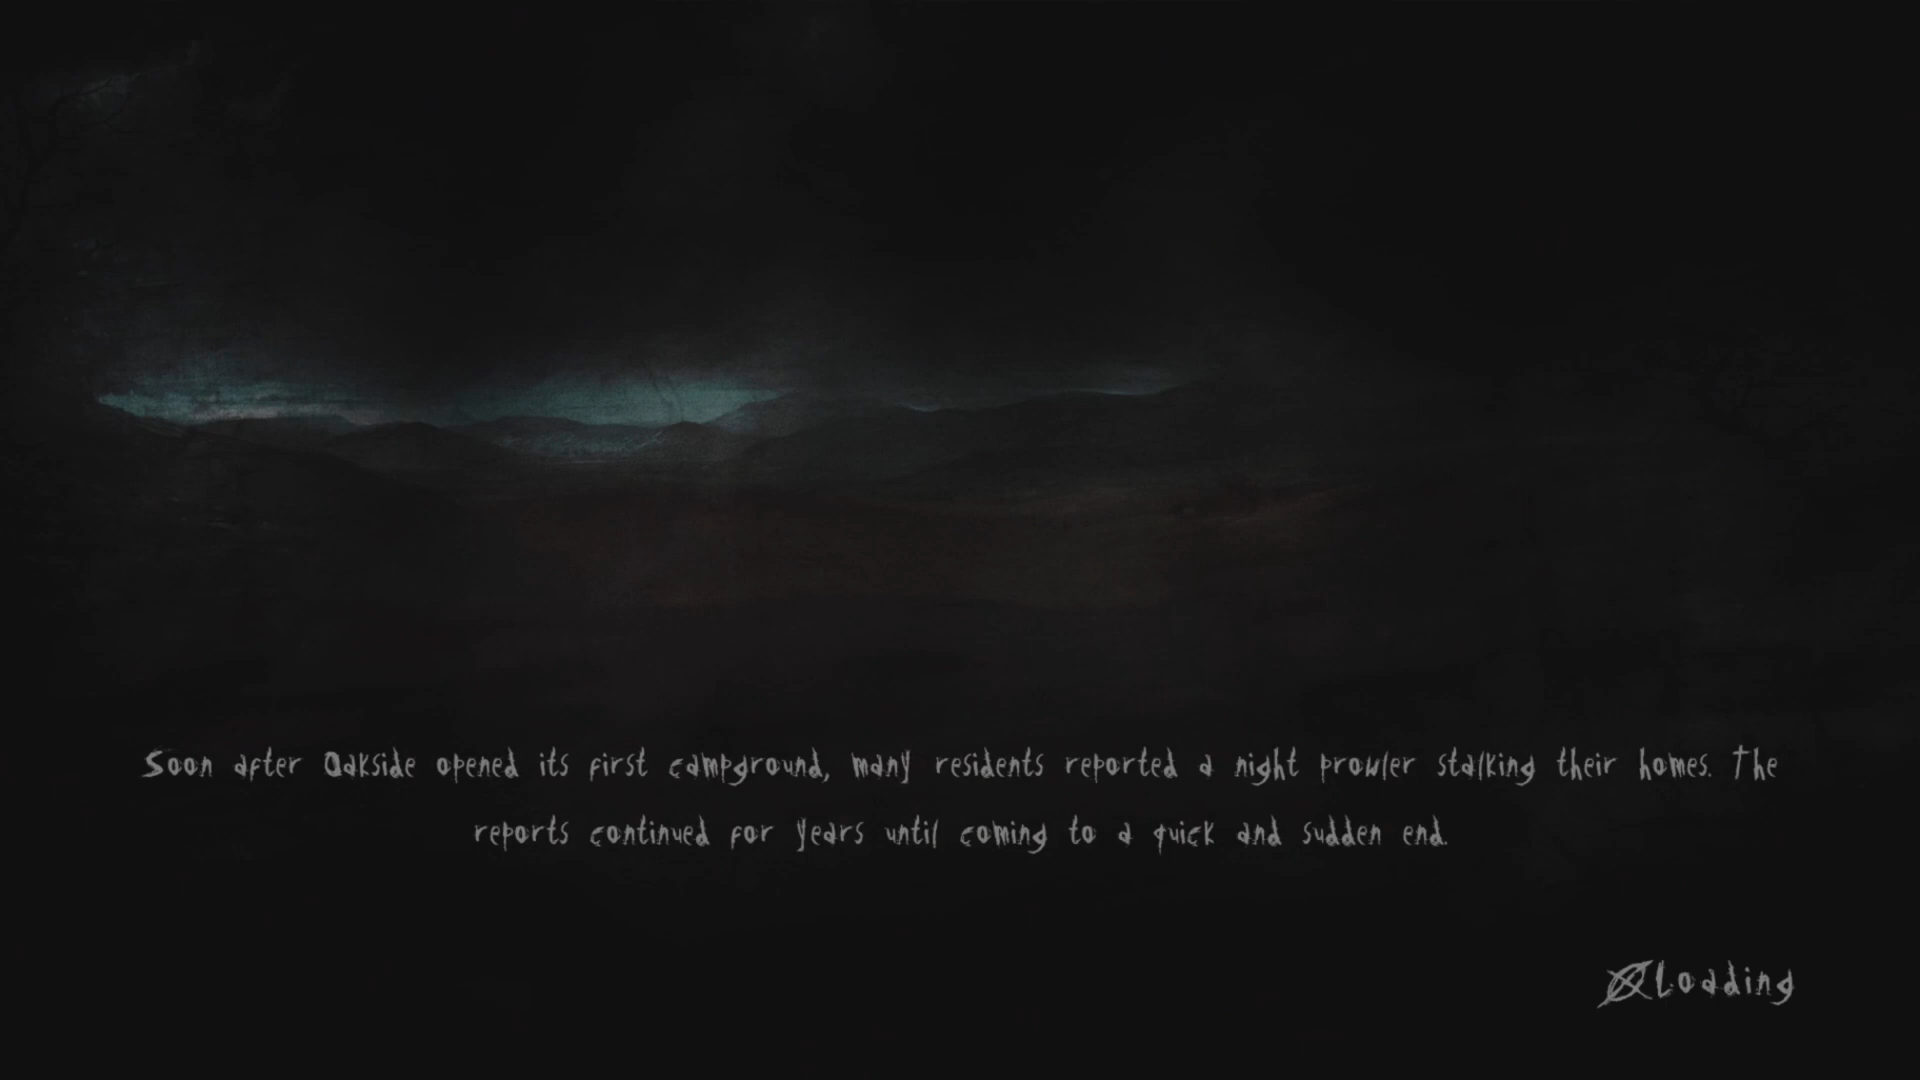 Soon after Oakside opened its first campground, many residents reported a night prowler stalking their homes. The
reports continued for years until coming to a quick and sudden end.
Loading